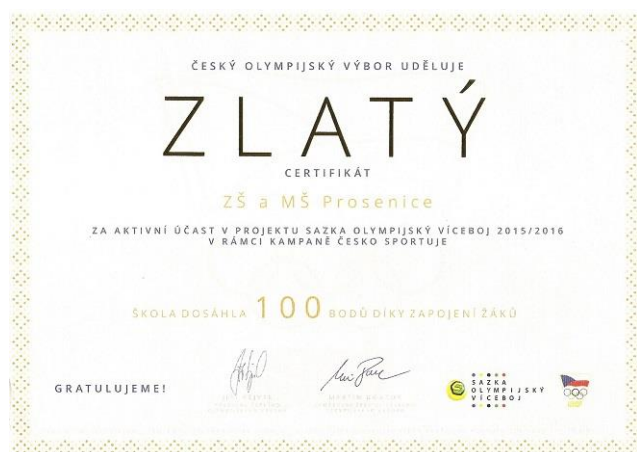 ČESKÝ OLYMPIJSKÝ VÝBOR UDĚLUJE
ZLATÝ
CERTIFIKÁT
ZŠ a MŠ Prosenice
ZA AKTIVNÍ ÚČAST V PROJEKTU SAZKA OLYMPIJSKÝ VÍCEBOJ 2015/2016
V RÁMCI KAMPANĚ ČESKO SPORTUJE
ŠKOLA DOSÁHLA 100 BODŮ DÍKY ZAPOJENÍ ŽÁKŮ
GRATULUJEME!
SAZKA
OLYMPIJSKÝ
VÍCEBOJ